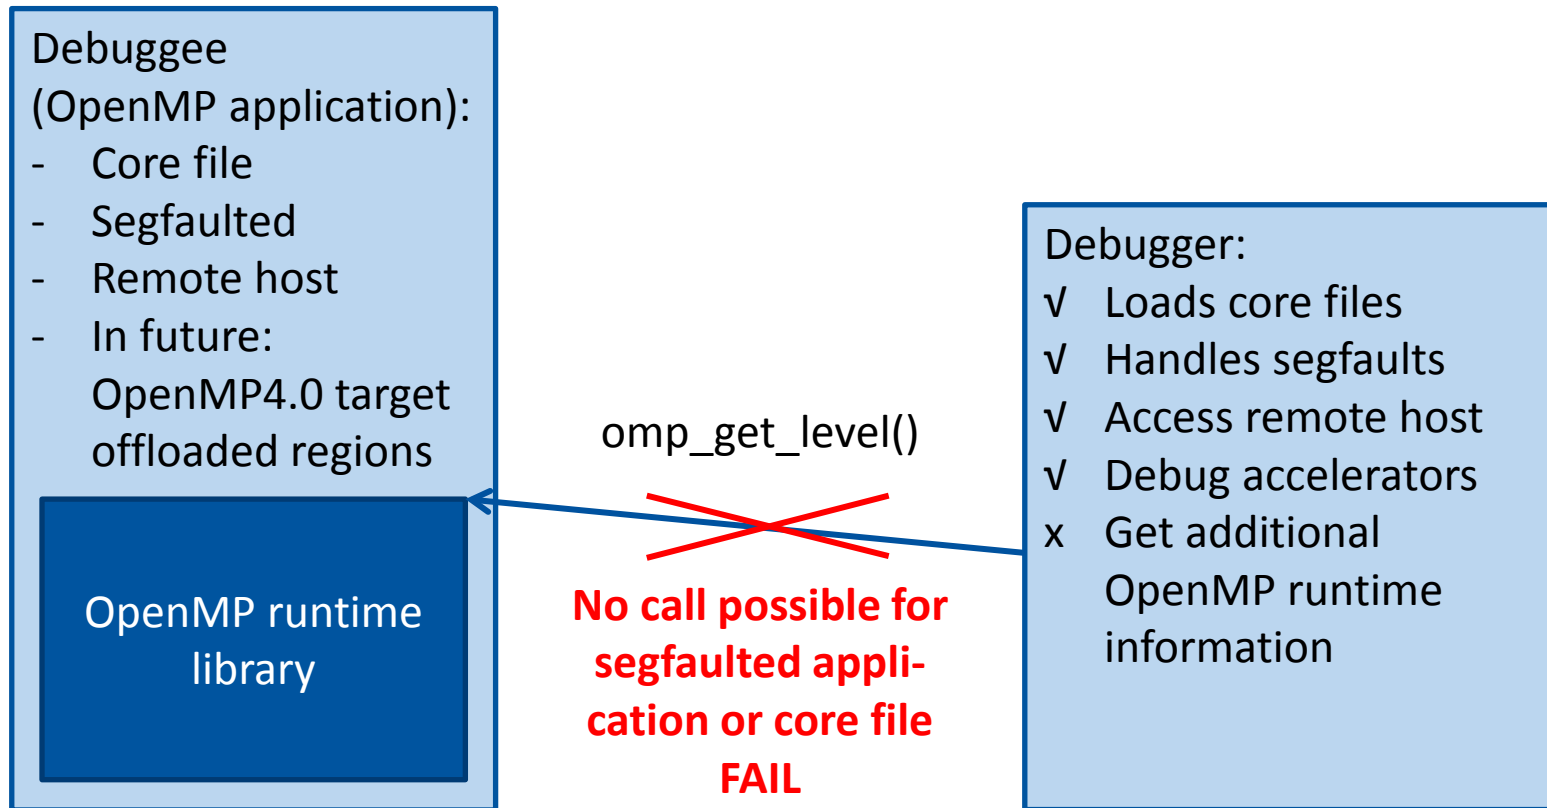 Debuggee
(OpenMP application):
- Core file
- Segfaulted
- Remote host
- In future:
OpenMP4.0 target
offloaded regions
OpenMP runtime
library
omp_get_level()
No call possible for
segfaulted appli-
cation or core file
FAIL
Debugger:
√ Loads core files
√ Handles segfaults
√ Access remote host
√ Debug accelerators
x Get additional
OpenMP runtime
information